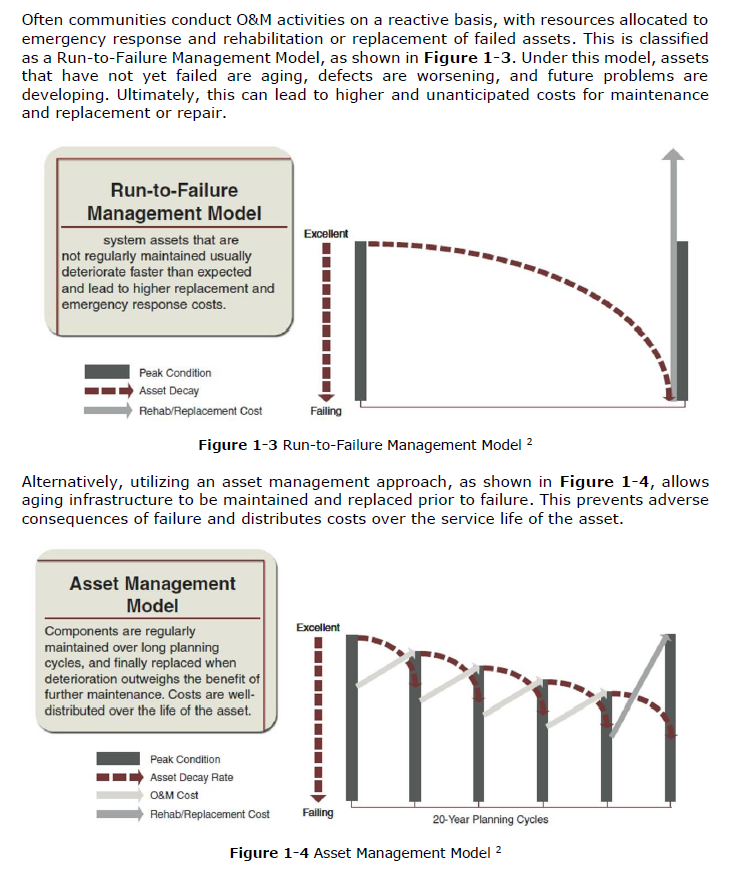 Often communities conduct O&M activities on a reactive basis, with resources allocated to
emergency response and rehabilitation or replacement of failed assets. This is classified
as a Run-to-Failure Management Model, as shown in Figure 1-3. Under this model, assets
that have not yet failed are aging, defects are worsening, and future problems are
developing. Ultimately, this can lead to higher and unanticipated costs for maintenance
and replacement or repair.
Run-to-Failure
Management Model
system assets that are
not regularly maintained usually
deteriorate faster than expected
and lead to higher replacement and
emergency response costs.
Excellent
Peak Condition
Asset Decay
Rehab/Replacement Cost
Failing
Figure 1-3 Run-to-Failure Management Model 2
Alternatively, utilizing an asset management approach, as shown in Figure 1-4, allows
aging infrastructure to be maintained and replaced prior to failure. This prevents adverse
consequences of failure and distributes costs over the service life of the asset.
Asset Management
Model
Components are regularly
maintained over long planning
cycles, and finally replaced when
deterioration outweighs the benefit of
further maintenance. Costs are well-
distributed over the life of the asset.
Excellent
Peak Condition
Asset Decay Rate
O&M Cost
Rehab/Replacement Cost
Failing
20-Year Planning Cycles
Figure 1-4 Asset Management Model 2